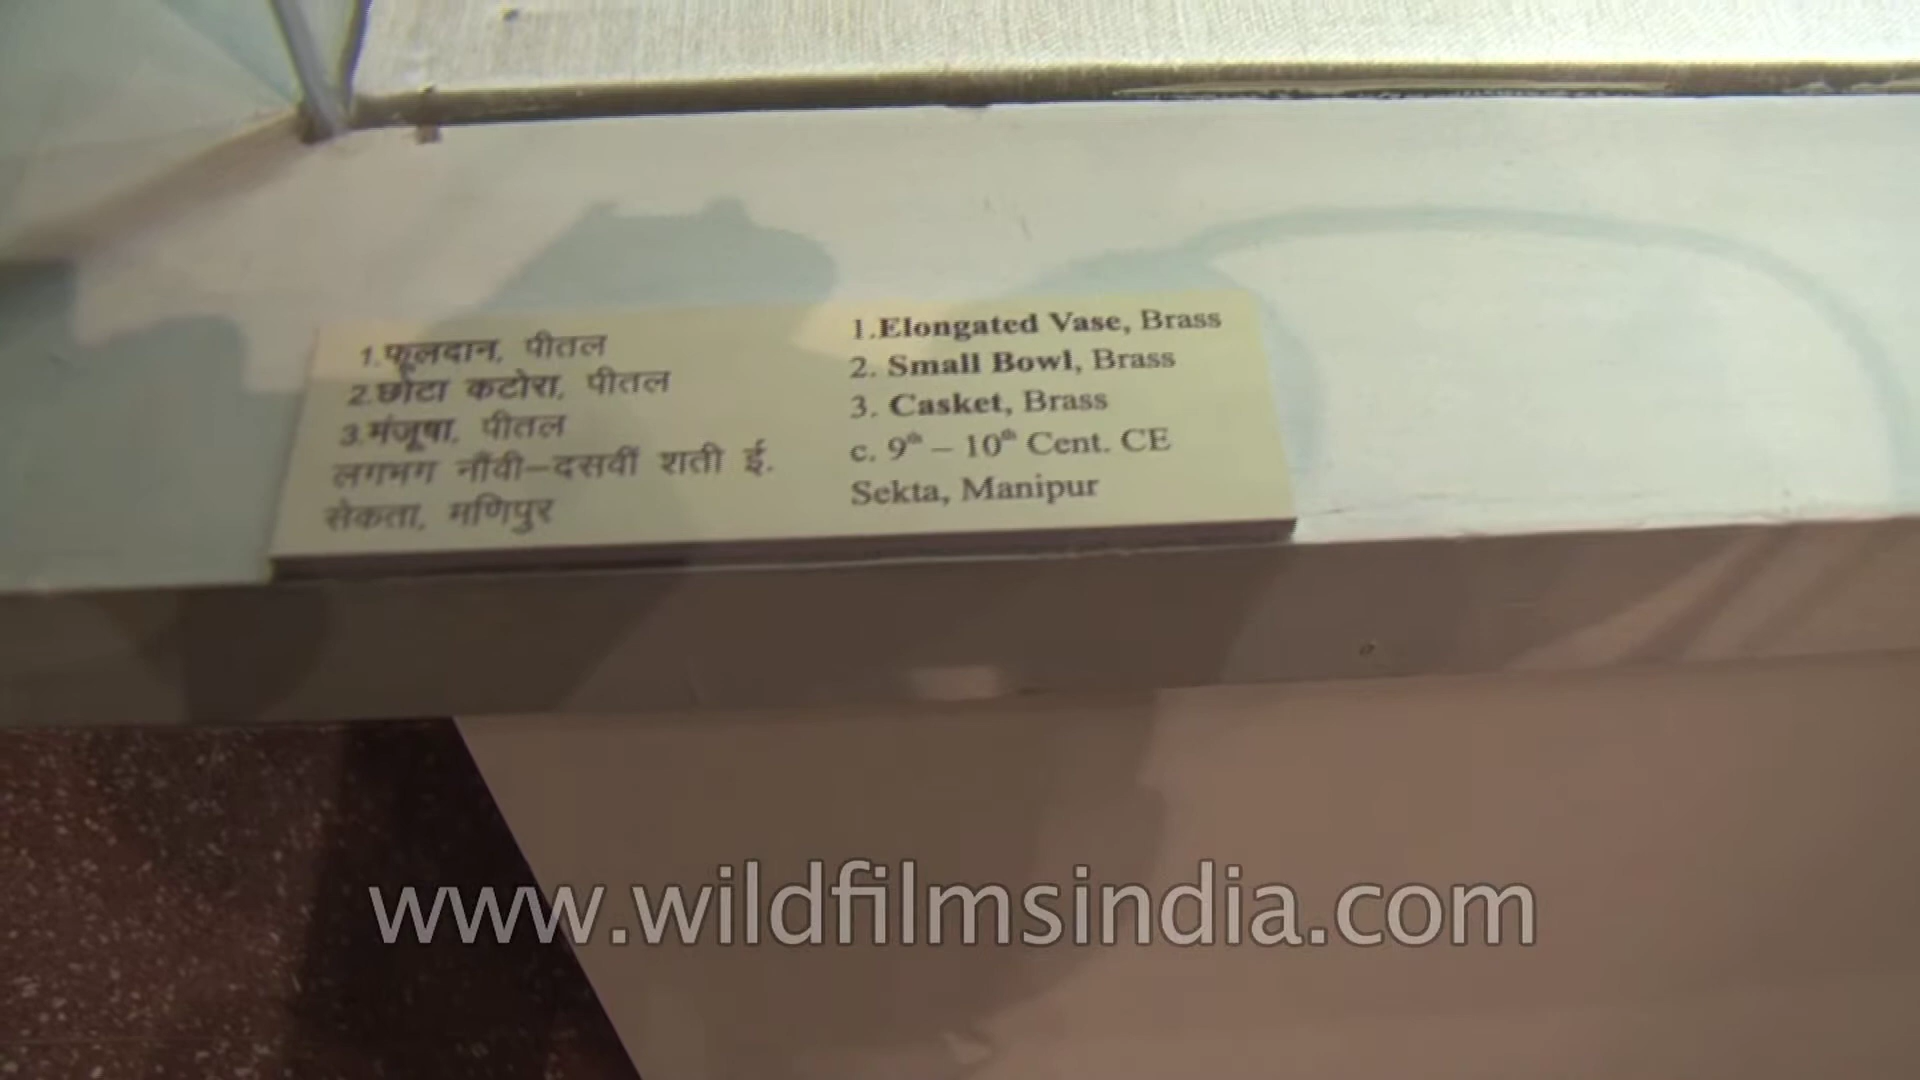 1.फूलदान, पीतल
2.छोटा कटोरा, पीतल
3.मंजूषा, पीतल
लगभग नौंवी–दसवीं शती ई.
सेकता, मणिपुर
1.Elongated Vase, Brass
2. Small Bowl, Brass
3. Casket, Brass
c. 9th – 10th Cent. CE
Sekta, Manipur
www.wildfilmsindia.com